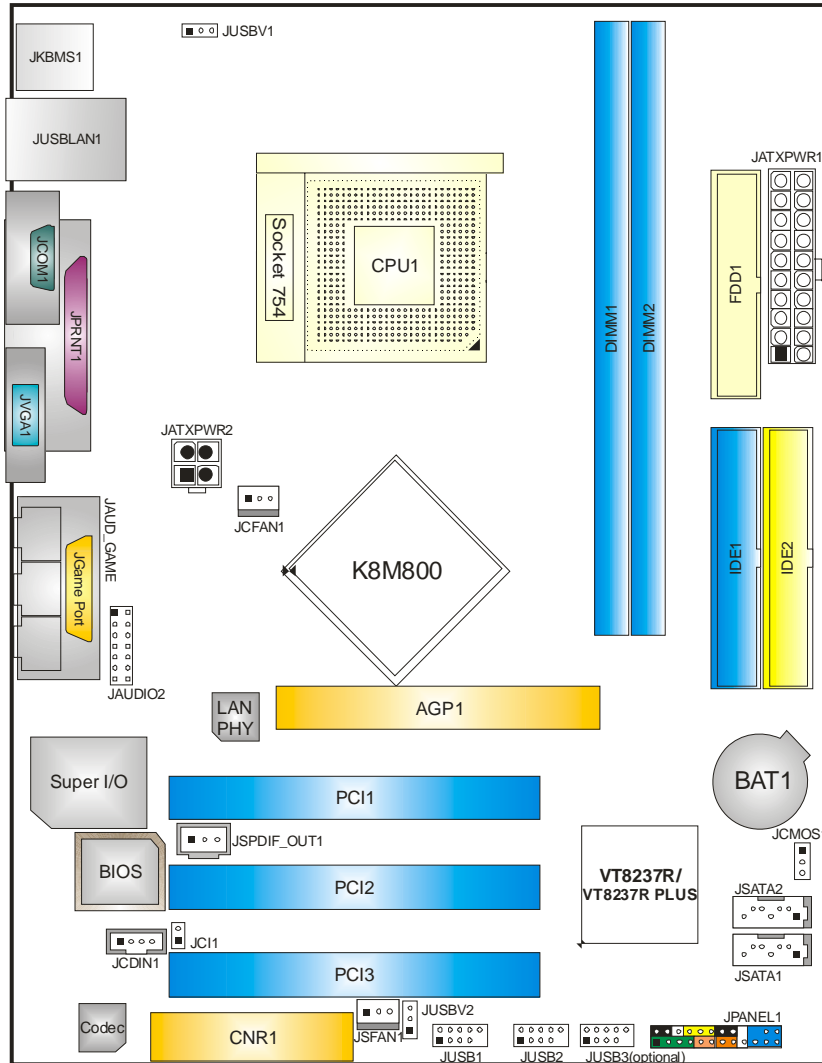 JUSBV1
JKBMS1
JUSBLAN1
JATXPWR1
Socket 754
CPU1
FDD1
JCOM1
JPRNT1
JVGA1
DIMM1
DIMM2
JATXPWR2
JCFAN1
JAUD_GAME
JGame Port
K8M800
IDE1
IDE2
JAUDIO2
LAN
PHY
AGP1
Super I/O
PCI1
BAT1
JSPDIF_OUT1
JCMOS
BIOS
PCI2
VT8237R/
VT8237R PLUS
JSATA2
JCDIN1
JCI1
PCI3
JSATA1
Codec
CNR1
JSFAN1
JUSBV2
JPANEL1
JUSB1
JUSB2
JUSB3(optional)